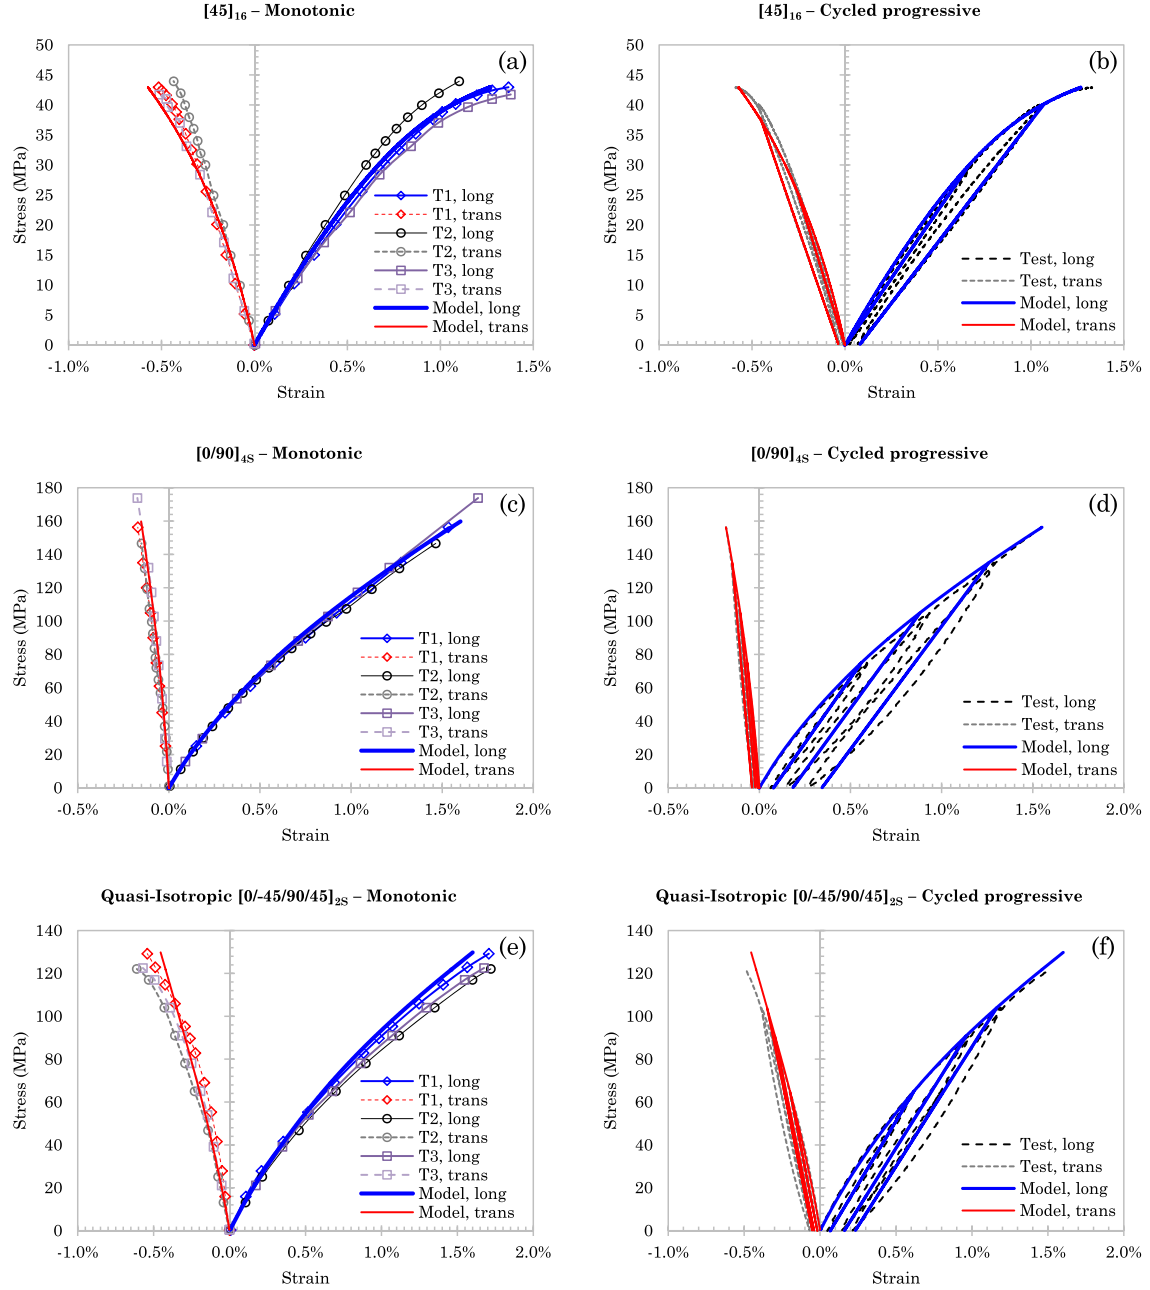 [45]16 – Monotonic
(a)
50
45
40
35
30
25
20
15
10
5
0
Stress (MPa)
T1, long
T1, trans
T2, long
T2, trans
T3, long
T3, trans
Model, long
Model, trans
-1.0% -0.5% 0.0% 0.5% 1.0% 1.5%
Strain
[45]16 – Cycled progressive
(b)
50
45
40
35
30
25
20
15
10
5
0
Stress (MPa)
Test, long
Test, trans
Model, long
Model, trans
-1.0% -0.5% 0.0% 0.5% 1.0% 1.5%
Strain
[0/90]4S – Monotonic
(c)
180
160
140
120
100
80
60
40
20
0
Stress (MPa)
T1, long
T1, trans
T2, long
T2, trans
T3, long
T3, trans
Model, long
Model, trans
-0.5% 0.0% 0.5% 1.0% 1.5% 2.0%
Strain
[0/90]4S – Cycled progressive
(d)
180
160
140
120
100
80
60
40
20
0
Stress (MPa)
Test, long
Test, trans
Model, long
Model, trans
-0.5% 0.0% 0.5% 1.0% 1.5% 2.0%
Strain
Quasi-Isotropic [0/-45/90/45]2S – Monotonic
(e)
140
120
100
80
60
40
20
0
Stress (MPa)
T1, long
T1, trans
T2, long
T2, trans
T3, long
T3, trans
Model, long
Model, trans
-1.0% -0.5% 0.0% 0.5% 1.0% 1.5% 2.0%
Strain
Quasi-Isotropic [0/-45/90/45]2S – Cycled progressive
(f)
140
120
100
80
60
40
20
0
Stress (MPa)
Test, long
Test, trans
Model, long
Model, trans
-1.0% -0.5% 0.0% 0.5% 1.0% 1.5% 2.0%
Strain